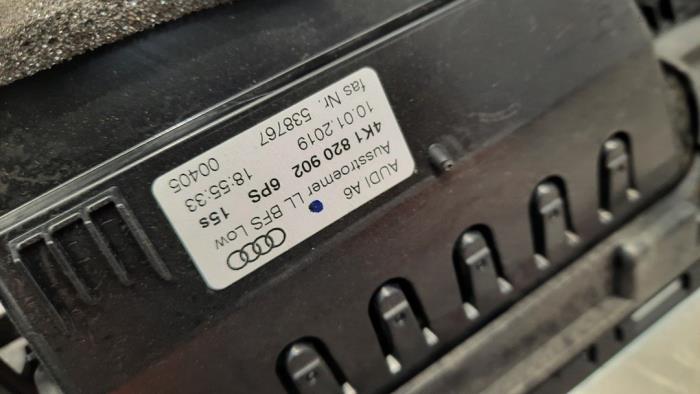 AUDI A6
Ausstroemer LL BFS Low
4K1 820 902 6PS 15s
10.01.2019 18:55:33
fas Nr. 538767 00405